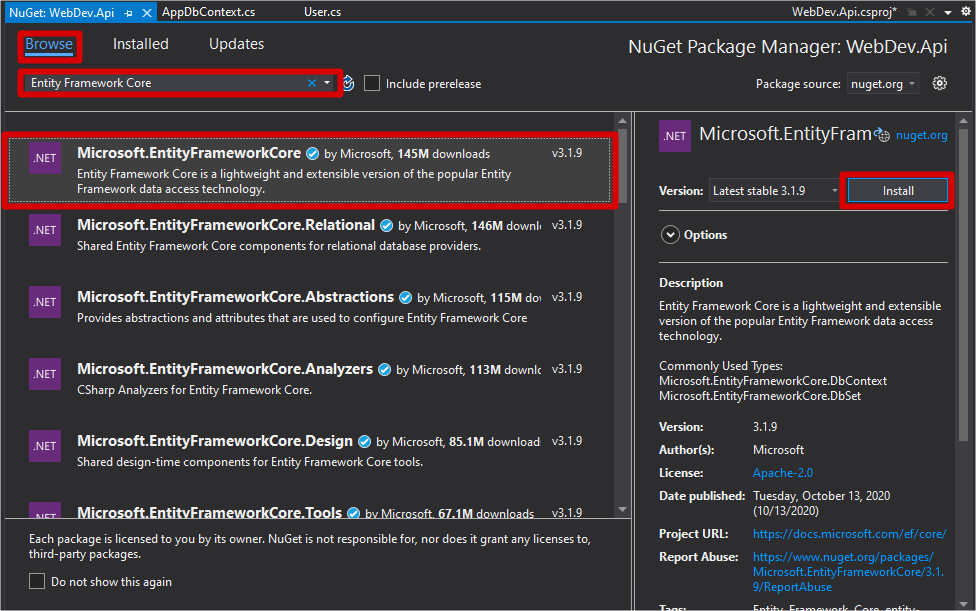 NuGet: WebDev.Api
AppDbContext.cs
User.cs
WebDev.Api.csproj*
Browse
Installed
Updates
NuGet Package Manager: WebDev.Api
Entity Framework Core
Include prerelease
Package source: nuget.org
.NET
Microsoft.EntityFrameworkCore by Microsoft, 145M downloads
v3.1.9
Entity Framework Core is a lightweight and extensible version of the popular Entity
Framework data access technology.
.NET
Microsoft.EntityFrameworkCore.Relational by Microsoft, 146M downl
v3.1.9
Shared Entity Framework Core components for relational database providers.
.NET
Microsoft.EntityFrameworkCore.Abstractions by Microsoft, 115M do
v3.1.9
Provides abstractions and attributes that are used to configure Entity Framework Core
.NET
Microsoft.EntityFrameworkCore.Analyzers by Microsoft, 113M downlo
v3.1.9
CSharp Analyzers for Entity Framework Core.
.NET
Microsoft.EntityFrameworkCore.Design by Microsoft, 85.1M download
v3.1.9
Shared design-time components for Entity Framework Core tools.
.NET
Microsoft.EntityFrameworkCore.Tools by Microsoft, 67.1M downloads
v3.1.9
Each package is licensed to you by its owner. NuGet is not responsible for, nor does it grant any licenses to,
third-party packages.
Do not show this again
.NET
Microsoft.EntityFram
nuget.org
Version: Latest stable 3.1.9
Install
Options
Description
Entity Framework Core is a lightweight and extensible
version of the popular Entity Framework data access
technology.
Commonly Used Types:
Microsoft.EntityFrameworkCore.DbContext
Microsoft.EntityFrameworkCore.DbSet
Version: 3.1.9
Author(s): Microsoft
License: Apache-2.0
Date published: Tuesday, October 13, 2020
(10/13/2020)
Project URL: https://docs.microsoft.com/ef/core/
Report Abuse: https://www.nuget.org/packages/
Microsoft.EntityFrameworkCore/3.1.
9/ReportAbuse
Tags: Entity, Framework, Core, entity-